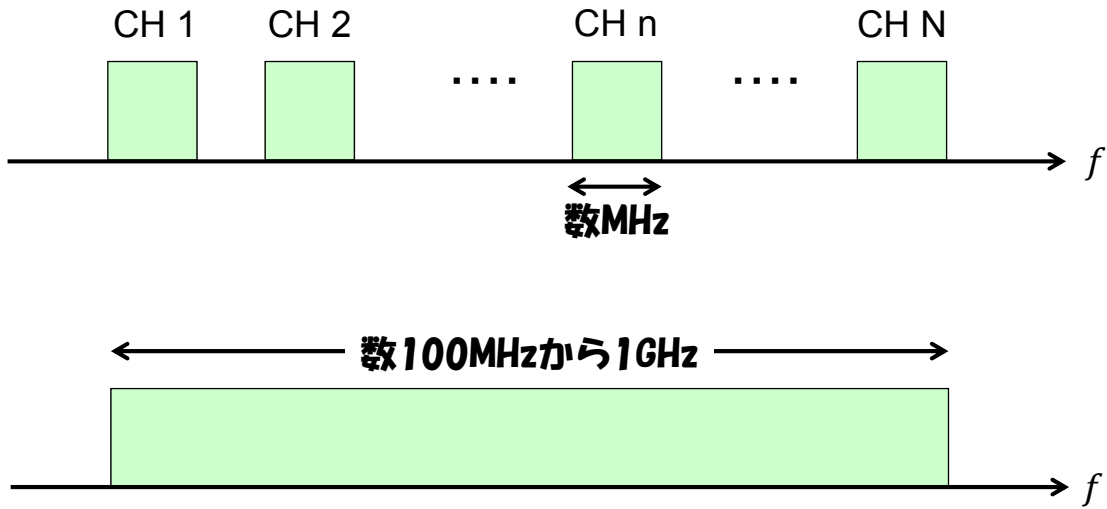 CH 1 CH 2 CH n CH N
.... ....
f
数MHz
数100MHzから1GHz
f